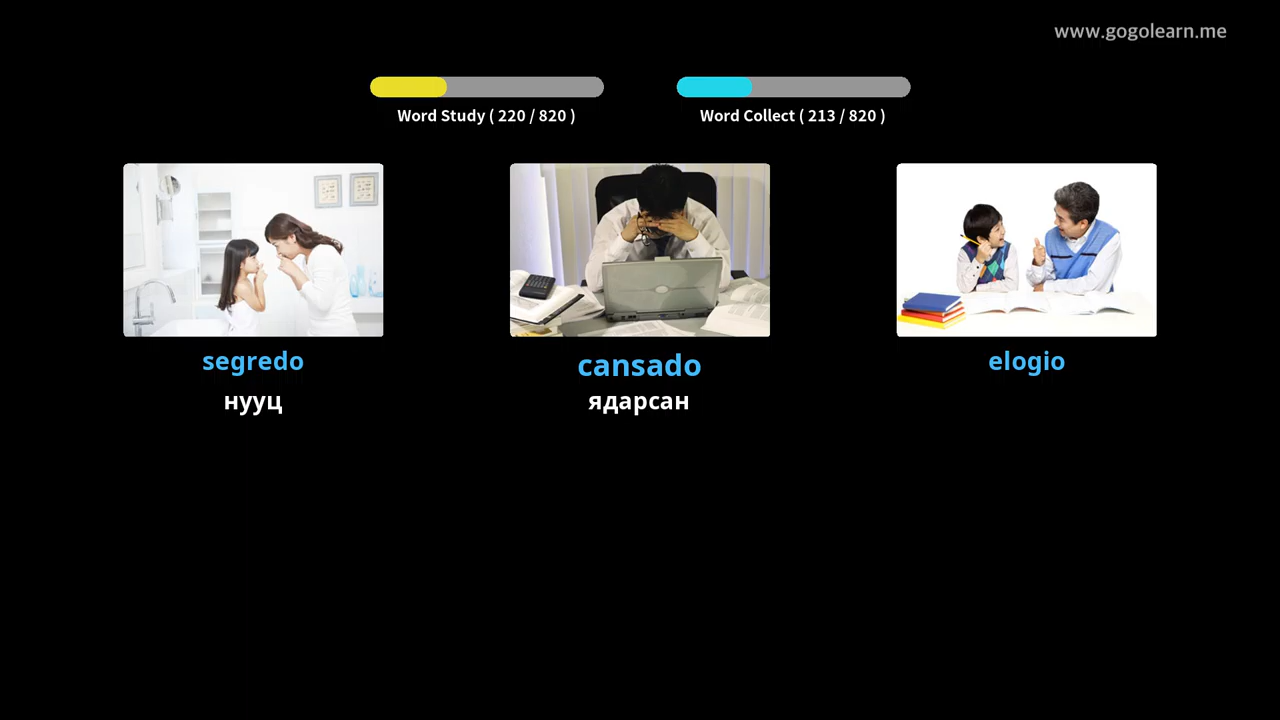 www.gogolearn.me
Word Study ( 220 / 820 )
Word Collect ( 213 / 820 )
segredo
cansado
elogio
нууц
ядарсан